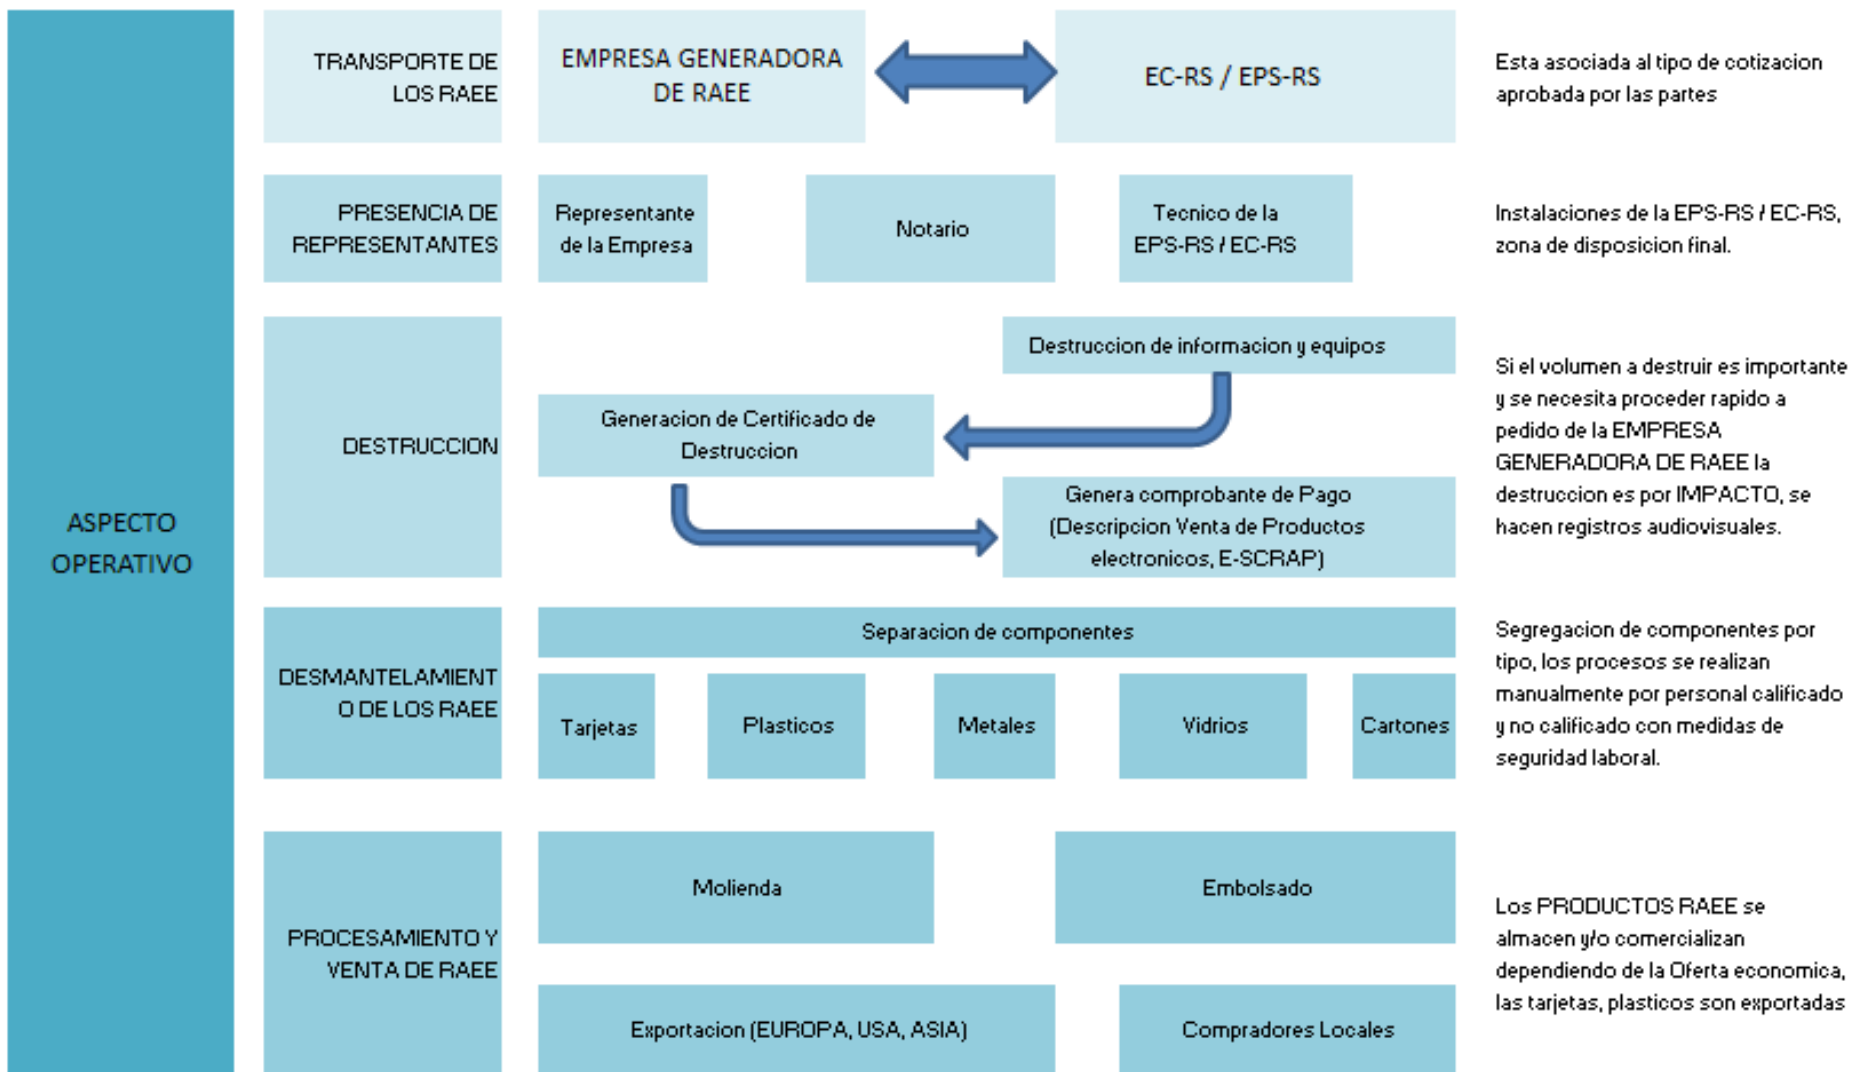 ASPECTO
OPERATIVO
TRANSPORTE DE
LOS RAEE
EMPRESA GENERADORA
DE RAEE
EC-RS / EPS-RS
Esta asociada al tipo de cotizacion
aprobada por las partes
PRESENCIA DE
REPRESENTANTES
Representante
de la Empresa
Notario
Tecnico de la
EPS-RS / EC-RS
Instalaciones de la EPS-RS / EC-RS,
zona de disposicion final.
DESTRUCCION
Destruccion de informacion y equipos
Generacion de Certificado de
Destruccion
Genera comprobante de Pago
(Descripcion Venta de Productos
electronicos, E-SCRAP)
Si el volumen a destruir es importante
y se necesita proceder rapido a
pedido de la EMPRESA
GENERADORA DE RAEE la
destruccion es por IMPACTO, se
hacen registros audiovisuales.
DESMANTELAMIENT
O DE LOS RAEE
Separacion de componentes
Tarjetas
Plasticos
Metales
Vidrios
Cartones
Segregacion de componentes por
tipo, los procesos se realizan
manualmente por personal calificado
y no calificado con medidas de
seguridad laboral.
PROCESAMIENTO Y
VENTA DE RAEE
Molienda
Embolsado
Exportacion (EUROPA, USA, ASIA)
Compradores Locales
Los PRODUCTOS RAEE se
almacen y/o comercializan
dependiendo de la Oferta economica,
las tarjetas, plasticos son exportadas